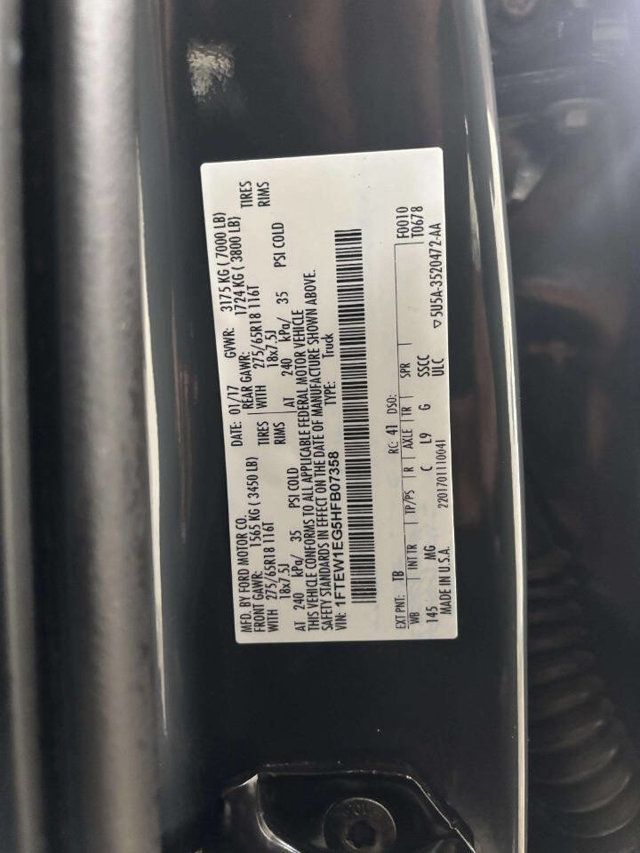 MFD. BY FORD MOTOR CO.
DATE: 01/17 GVWR: 3175 KG ( 7000 LB)
FRONT GAWR: 1565 KG ( 3450 LB)
REAR GAWR: 1724 KG ( 3800 LB)
WITH 275/65R18 116T TIRES
WITH 275/65R18 116T TIRES
18x7.5J RIMS
18x7.5J RIMS
AT 240 kPa/ 35 PSI COLD
AT 240 kPa/ 35 PSI COLD
THIS VEHICLE CONFORMS TO ALL APPLICABLE FEDERAL MOTOR VEHICLE
SAFETY STANDARDS IN EFFECT ON THE DATE OF MANUFACTURE SHOWN ABOVE.
VIN: 1FTEW1EG5HFB07358
TYPE: Truck
F0010
T0678
EXT PNT: TB RC: 41 DSO:
WB INT TR TP/PS R AXLE TR SPR
145 MG C L9 G SSCC
ULC
MADE IN U.S.A. 2201701110041
▽5U5A-3520472-AA